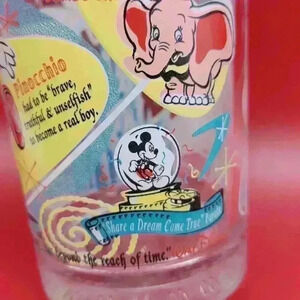 Pinocchio
had to be "brave,
truthful & unselfish"
to become a real boy.
Share a Dream Come True"
the reach of time."